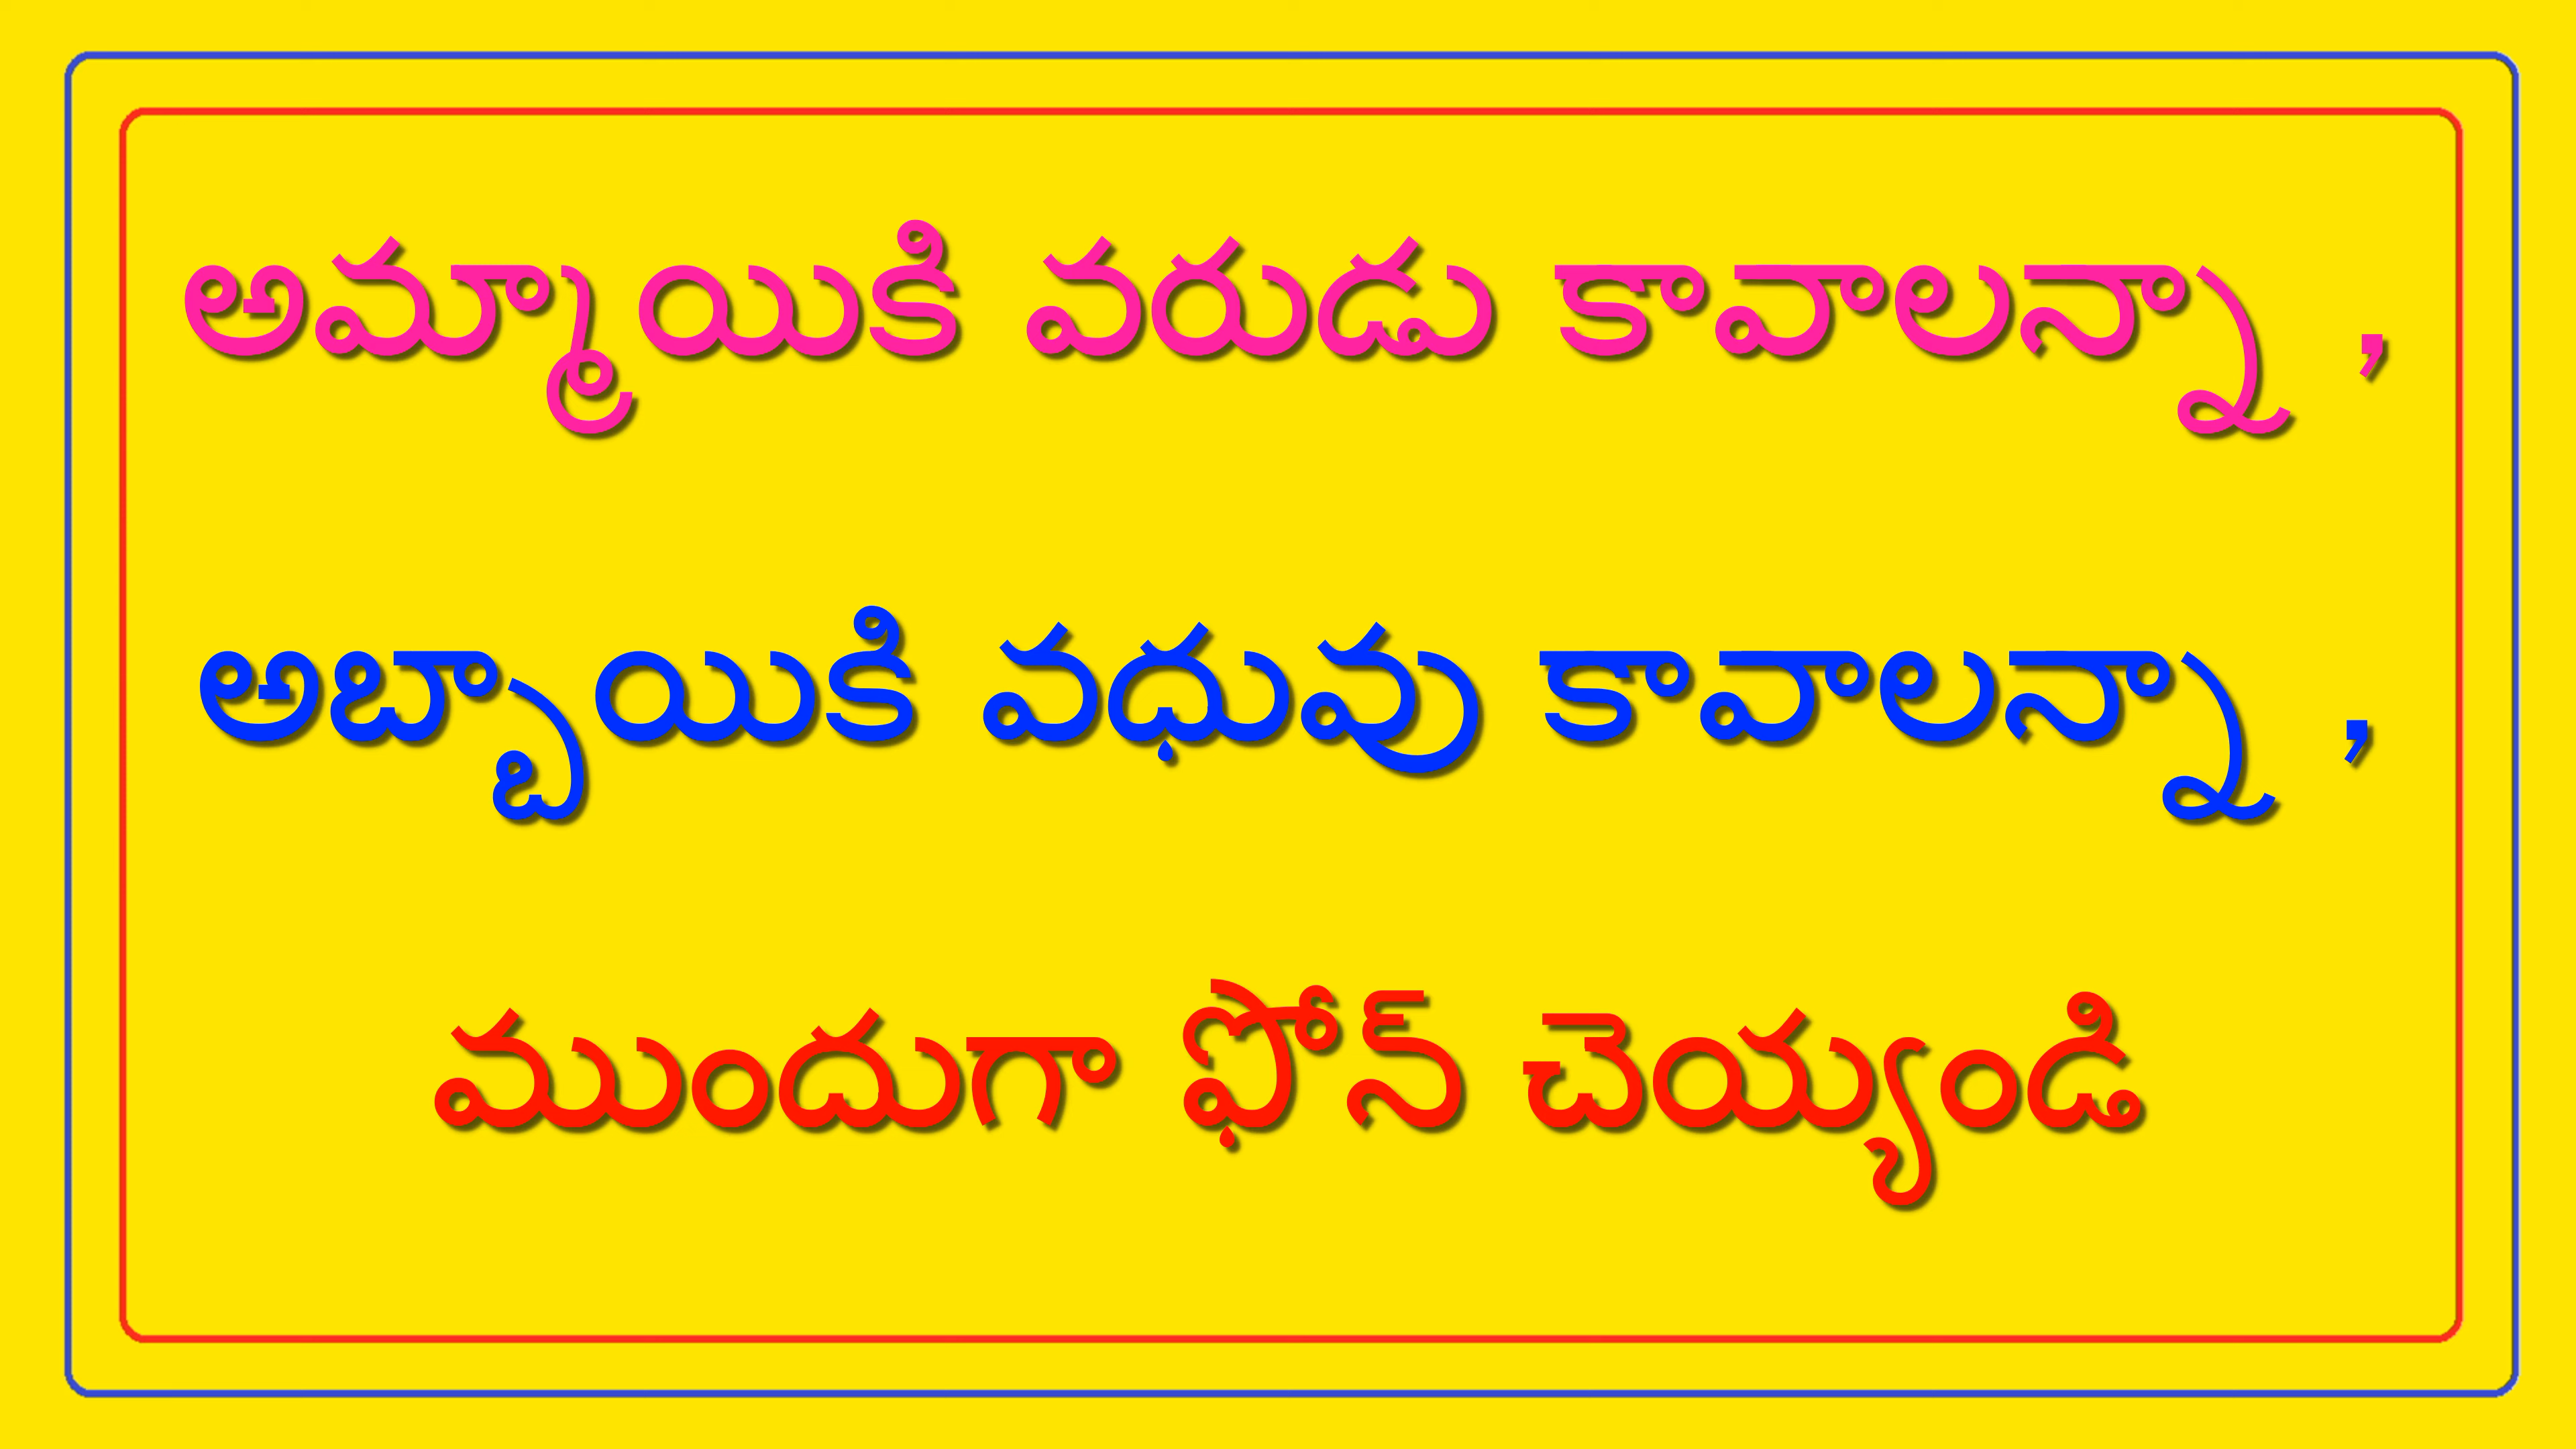 అమ్మాయికి వరుడు కావాలన్నా ,
అబ్బాయికి వధువు కావాలన్నా ,
ముందుగా ఫోన్ చెయ్యండి